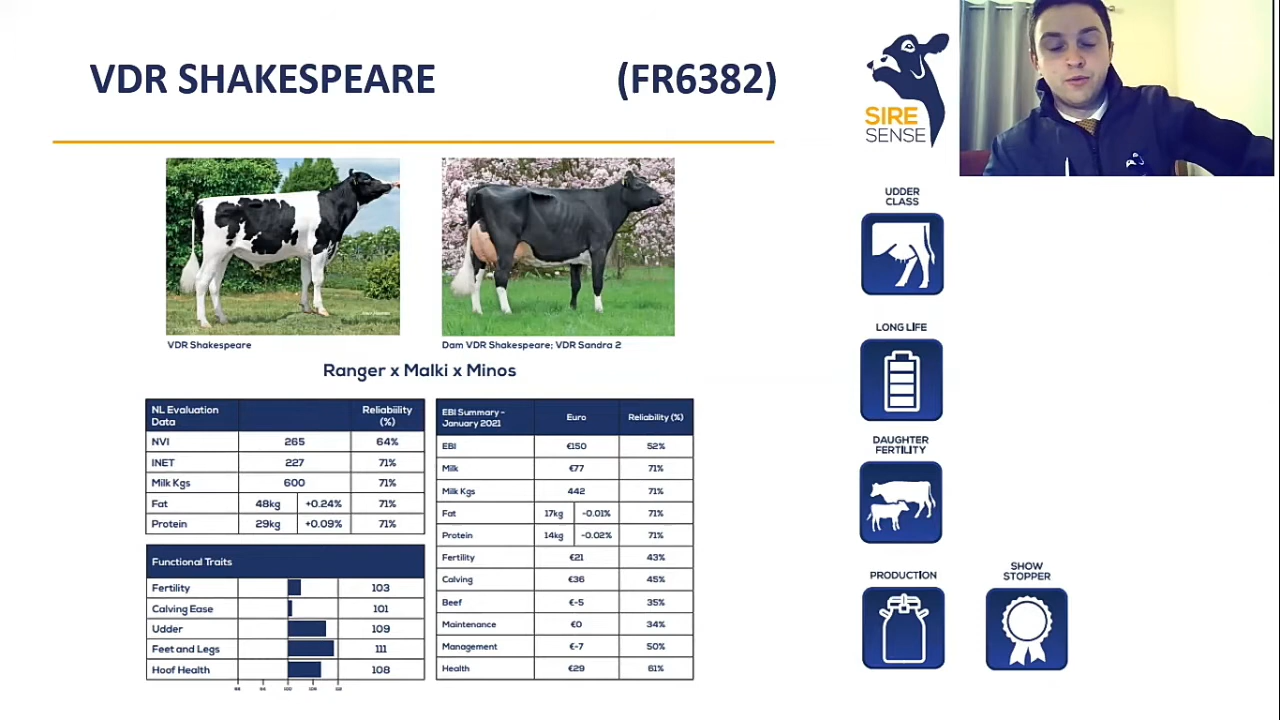 VDR SHAKESPEARE (FR6382)
SIRE
SENSE
UDDER
CLASS
LONG LIFE
DAUGHTER
FERTILITY
PRODUCTION
SHOW
STOPPER
VDR Shakespeare
Dam VDR Shakespeare; VDR Sandra 2
Ranger x Malki x Minos
NL Evaluation
Data
Reliability
(%)
NVI 265 64%
INET 227 71%
Milk Kgs 600 71%
Fat 48kg +0.24% 71%
Protein 29kg +0.09% 71%
Functional Traits
Fertility 103
Calving Ease 101
Udder 109
Feet and Legs 111
Hoof Health 108
EBI Summary -
January 2021
Euro
Reliability (%)
EBI €150 52%
Milk €77 71%
Milk Kgs 442 71%
Fat 17kg -0.01% 71%
Protein 14kg -0.02% 71%
Fertility €21 43%
Calving €36 45%
Beef €-5 35%
Maintenance €0 34%
Management €-7 50%
Health €29 61%